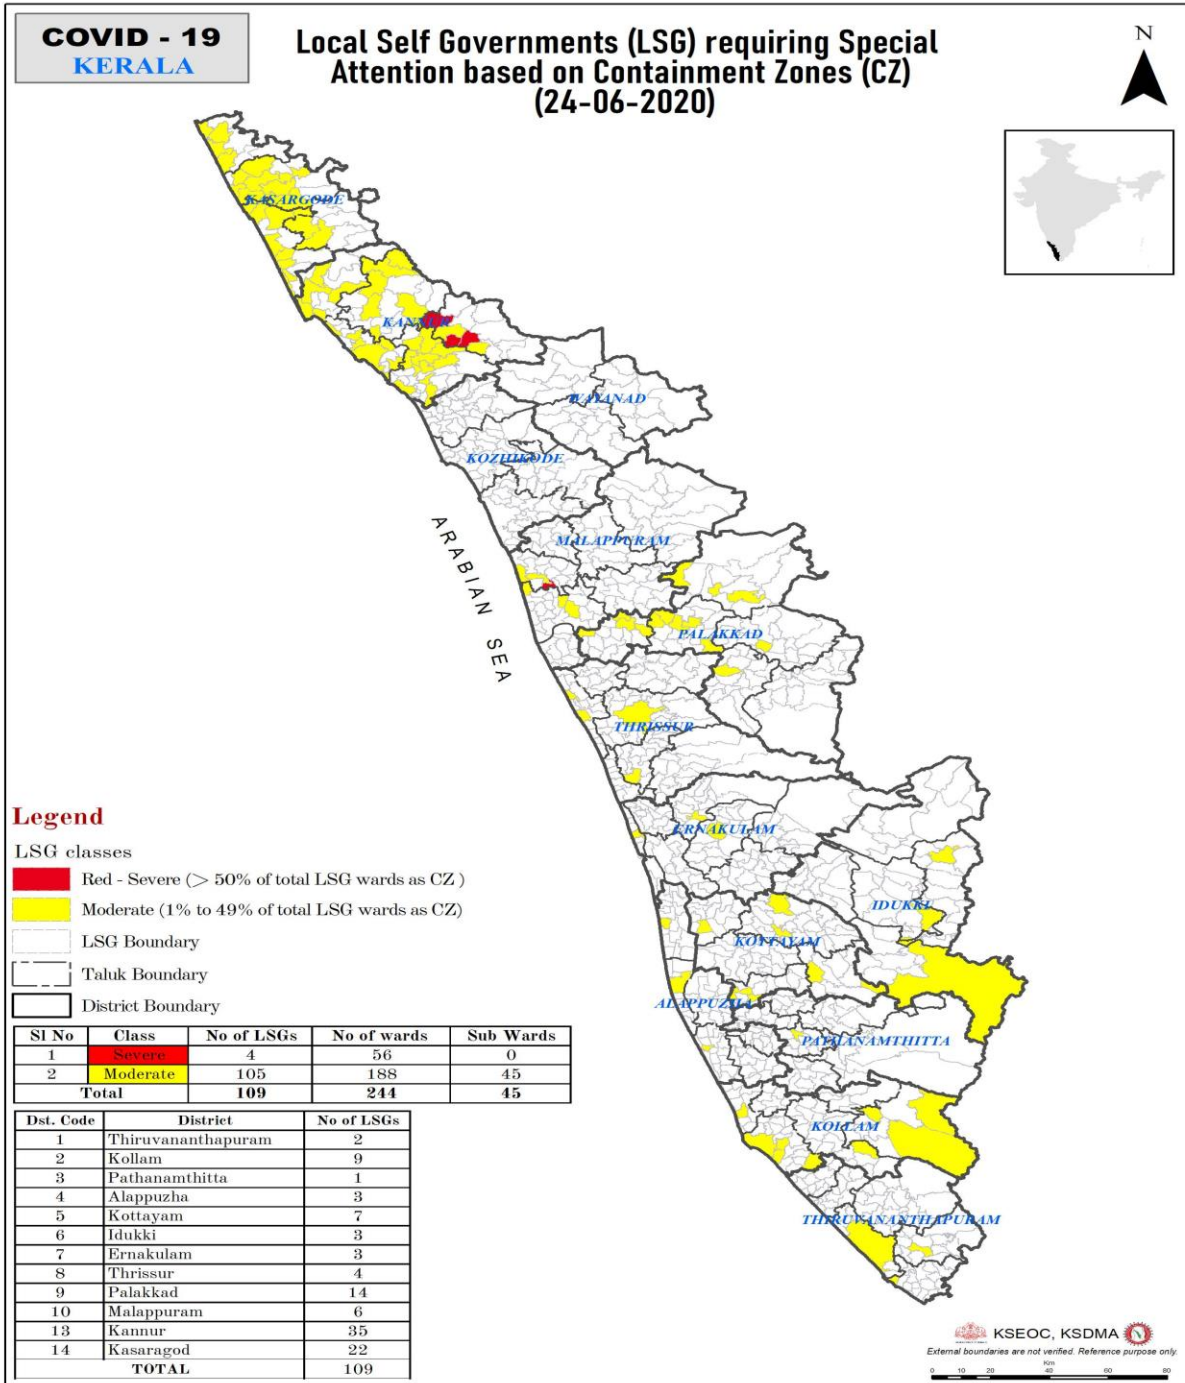 COVID - 19
KERALA
Local Self Governments (LSG) requiring Special
Attention based on Containment Zones (CZ)
(24-06-2020)
N
KASARGODE
KANNUR
WAYANAD
KOZHIKODE
MALAPPURAM
ARABIAN SEA
PALAKKAD
THRISSUR
ERNAKULAM
IDUKKI
KOTTAYAM
ALAPPUZHA
PATHANAMTHITTA
KOLLAM
THIRUVANANTHAPURAM
Legend
LSG classes
Red - Severe (> 50% of total LSG wards as CZ )
Moderate (1% to 49% of total LSG wards as CZ)
LSG Boundary
Taluk Boundary
District Boundary
Sl No Class No of LSGs No of wards Sub Wards
1 Severe 4 56 0
2 Moderate 105 188 45
Total 109 244 45
Dst. Code District No of LSGs
1 Thiruvananthapuram 2
2 Kollam 9
3 Pathanamthitta 1
4 Alappuzha 3
5 Kottayam 7
6 Idukki 3
7 Ernakulam 3
8 Thrissur 4
9 Palakkad 14
10 Malappuram 6
13 Kannur 35
14 Kasaragod 22
TOTAL 109
KSEOC, KSDMA
External boundaries are not verified. Reference purpose only.
Km
0 10 20 40 60 80